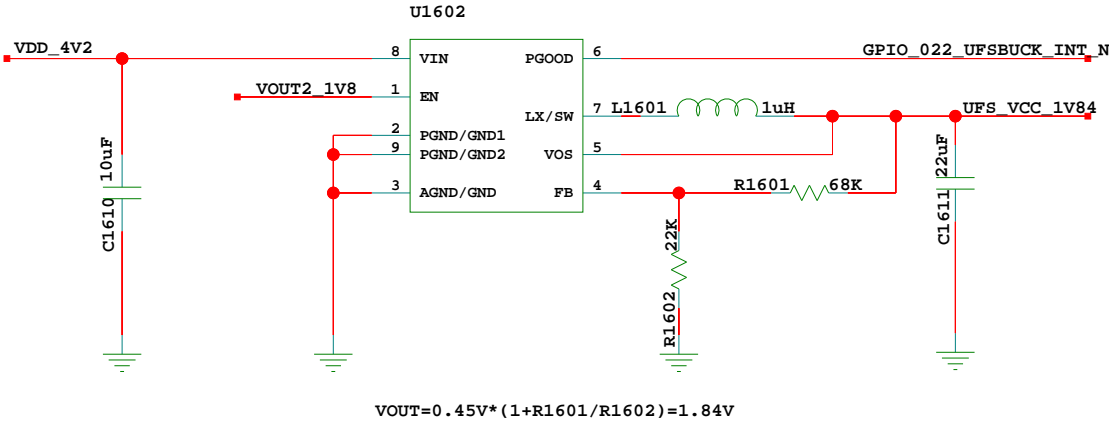 U1602
VDD_4V2
8
VIN
PGOOD
6
GPIO_022_UFSBUCK_INT_N
VOUT2_1V8
1
EN
LX/SW
7
L1601
1uH
UFS_VCC_1V84
2
PGND/GND1
9
PGND/GND2
VOS
5
3
AGND/GND
FB
4
R1601
68K
C1610
10uF
R1602
22K
C1611
22uF
VOUT=0.45V*(1+R1601/R1602)=1.84V